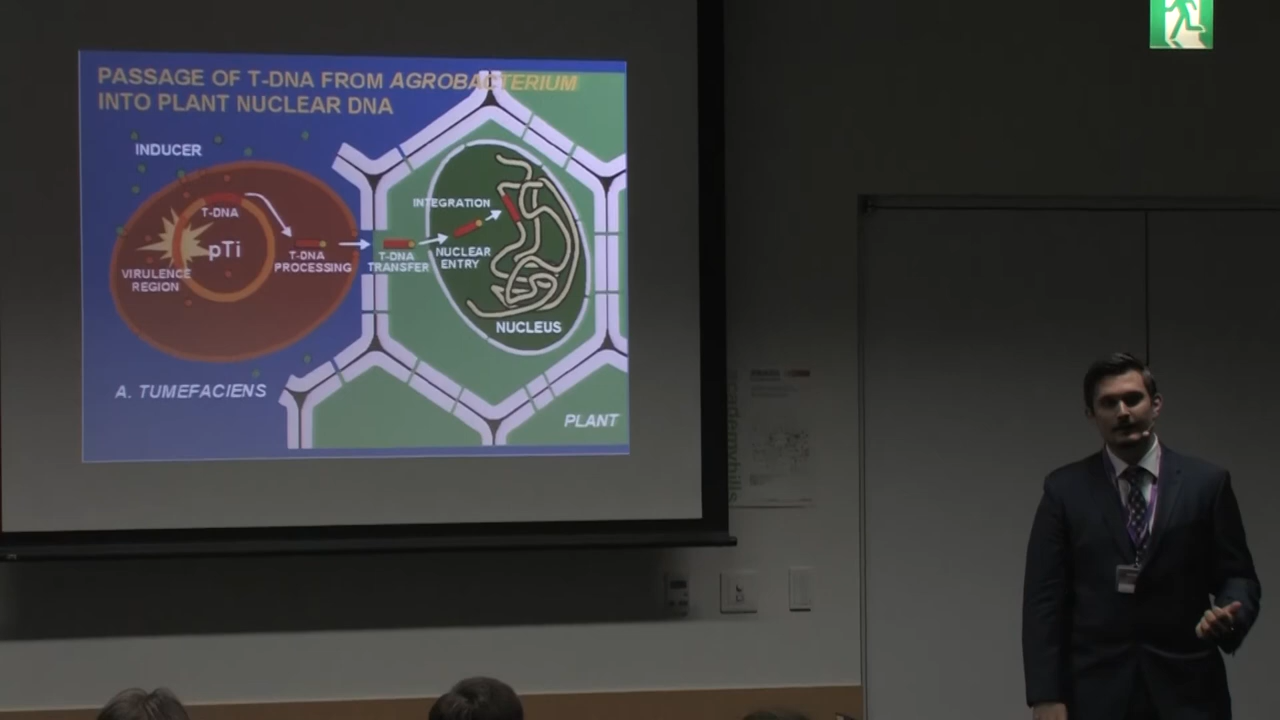 PASSAGE OF T-DNA FROM AGROBACTERIUM
INTO PLANT NUCLEAR DNA
INDUCER
T-DNA
pTi
VIRULENCE
REGION
T-DNA
PROCESSING
T-DNA
TRANSFER
INTEGRATION
NUCLEAR
ENTRY
NUCLEUS
A. TUMEFACIENS
PLANT
cademyhills